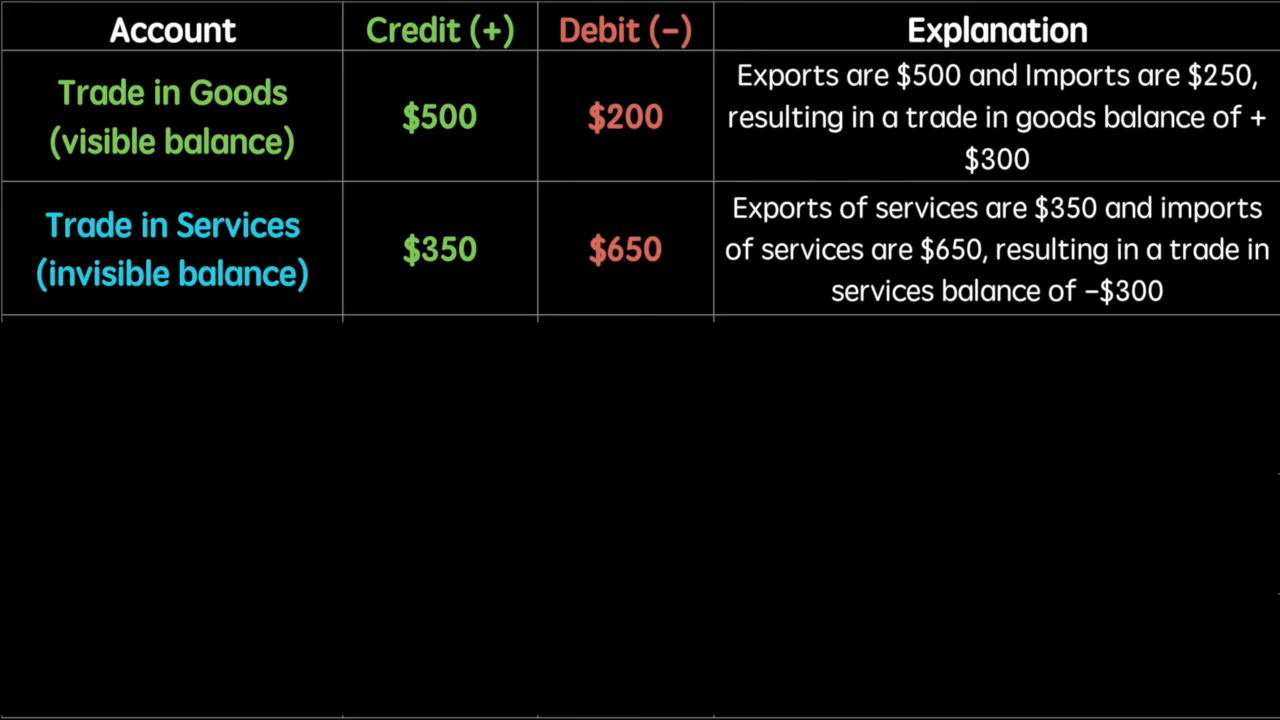 Account Credit (+) Debit (−) Explanation
Trade in Goods
(visible balance)
$500
$200
Exports are $500 and Imports are $250,
resulting in a trade in goods balance of +
$300
Trade in Services
(invisible balance)
$350
$650
Exports of services are $350 and imports
of services are $650, resulting in a trade in
services balance of −$300